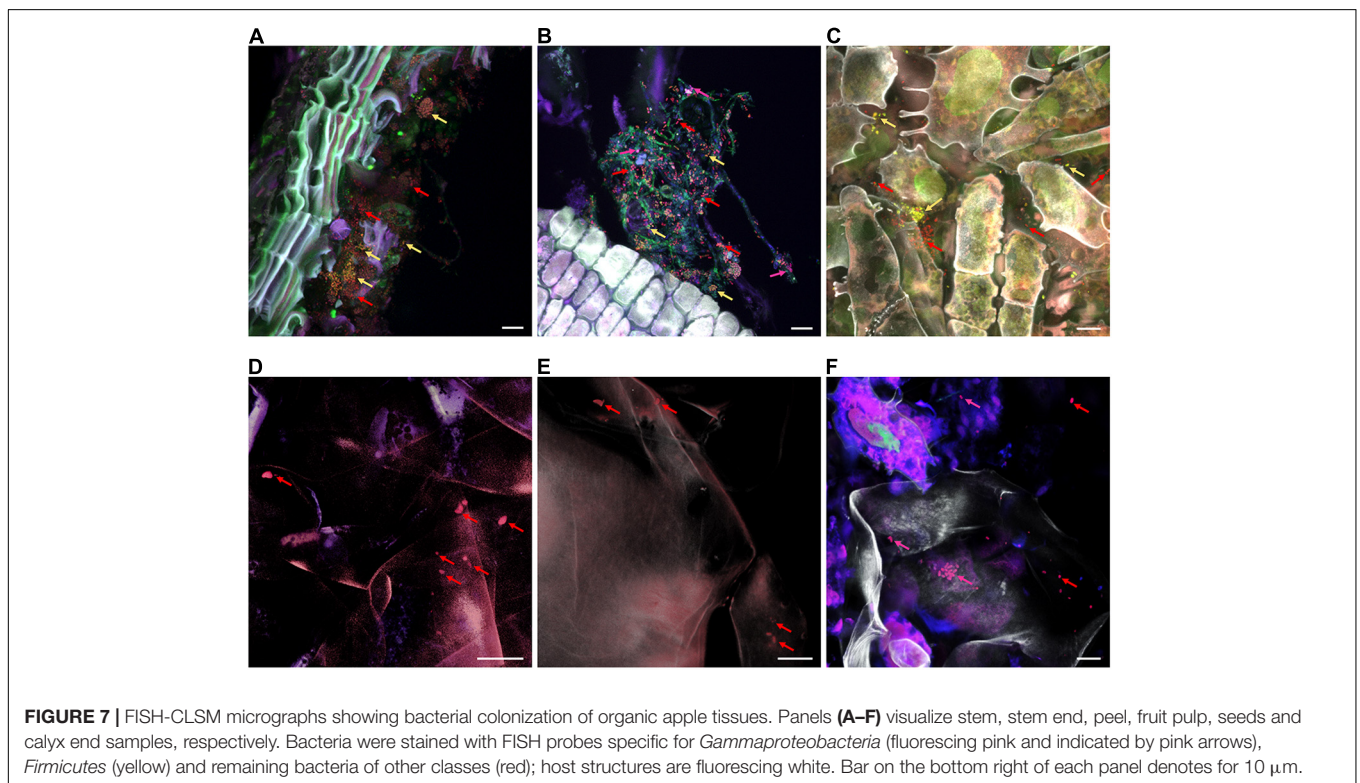 A B C
D E F
FIGURE 7 | FISH-CLSM micrographs showing bacterial colonization of organic apple tissues. Panels (A–F) visualize stem, stem end, peel, fruit pulp, seeds and
calyx end samples, respectively. Bacteria were stained with FISH probes specific for Gammaproteobacteria (fluorescing pink and indicated by pink arrows),
Firmicutes (yellow) and remaining bacteria of other classes (red); host structures are fluorescing white. Bar on the bottom right of each panel denotes for 10 μm.